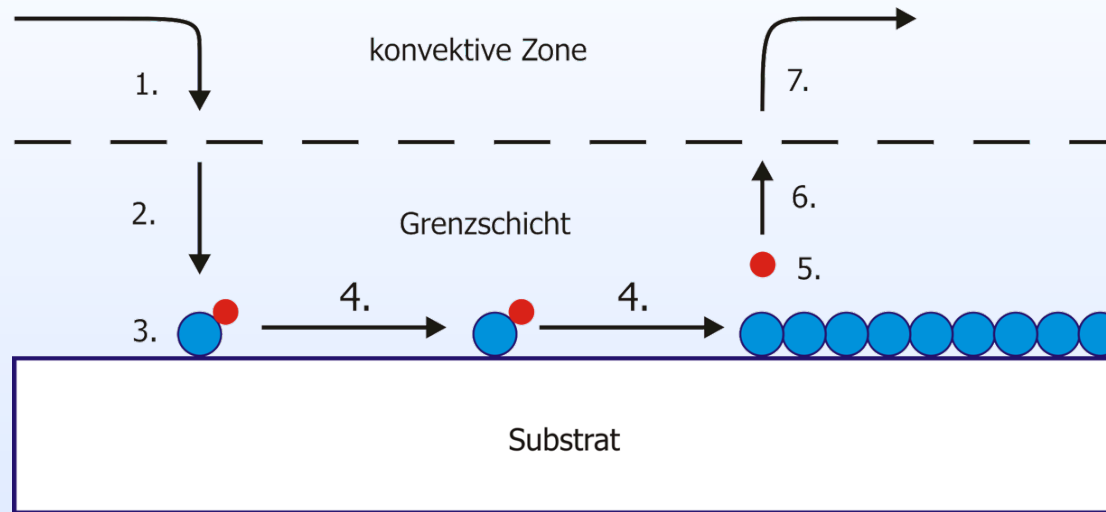 konvektive Zone
1.
7.
2.
Grenzschicht
6.
5.
3.
4.
4.
Substrat